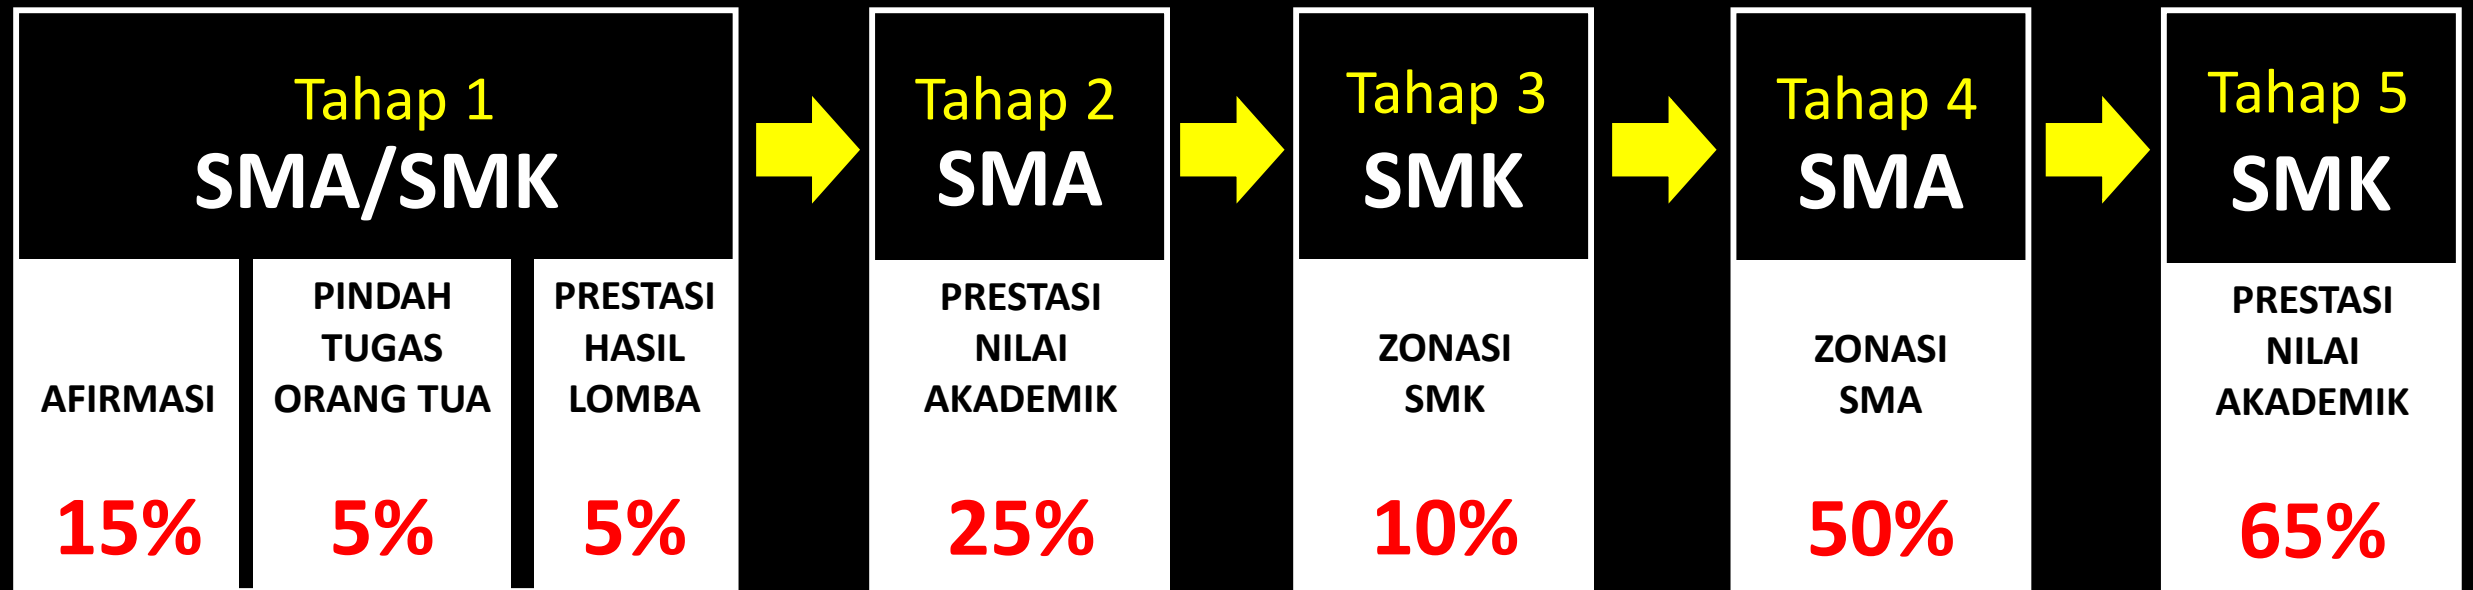 Tahap 1
SMA/SMK
AFIRMASI
15%
PINDAH
TUGAS
ORANG TUA
5%
PRESTASI
HASIL
LOMBA
5%
Tahap 2
SMA
PRESTASI
NILAI
AKADEMIK
25%
Tahap 3
SMK
ZONASI
SMK
10%
Tahap 4
SMA
ZONASI
SMA
50%
Tahap 5
SMK
PRESTASI
NILAI
AKADEMIK
65%